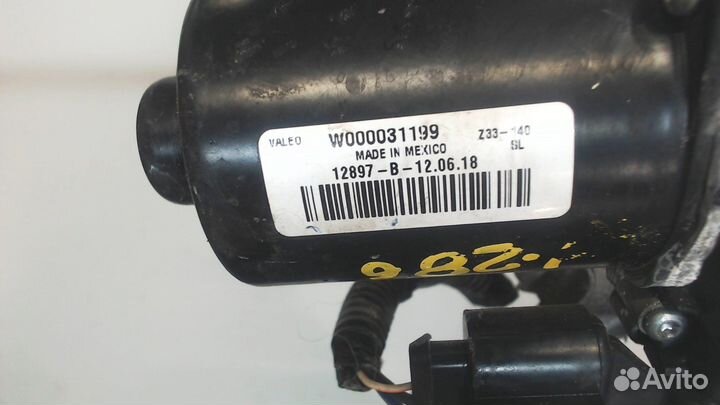 VALEO W000031199 Z33-140
MADE IN MEXICO SL
12897-B-12.06.18
Avito